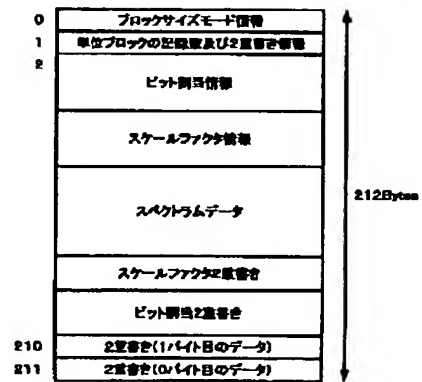 0 ブロックサイズモード情報
1 単位ブロックの記録数及び2重書き情報
2
ビット割当情報
スケールファクタ情報
スペクトラムデータ
212Bytes
スケールファクタ2重書き
ビット割当2重書き
210 2重書き(1バイト目のデータ)
211 2重書き(0バイト目のデータ)